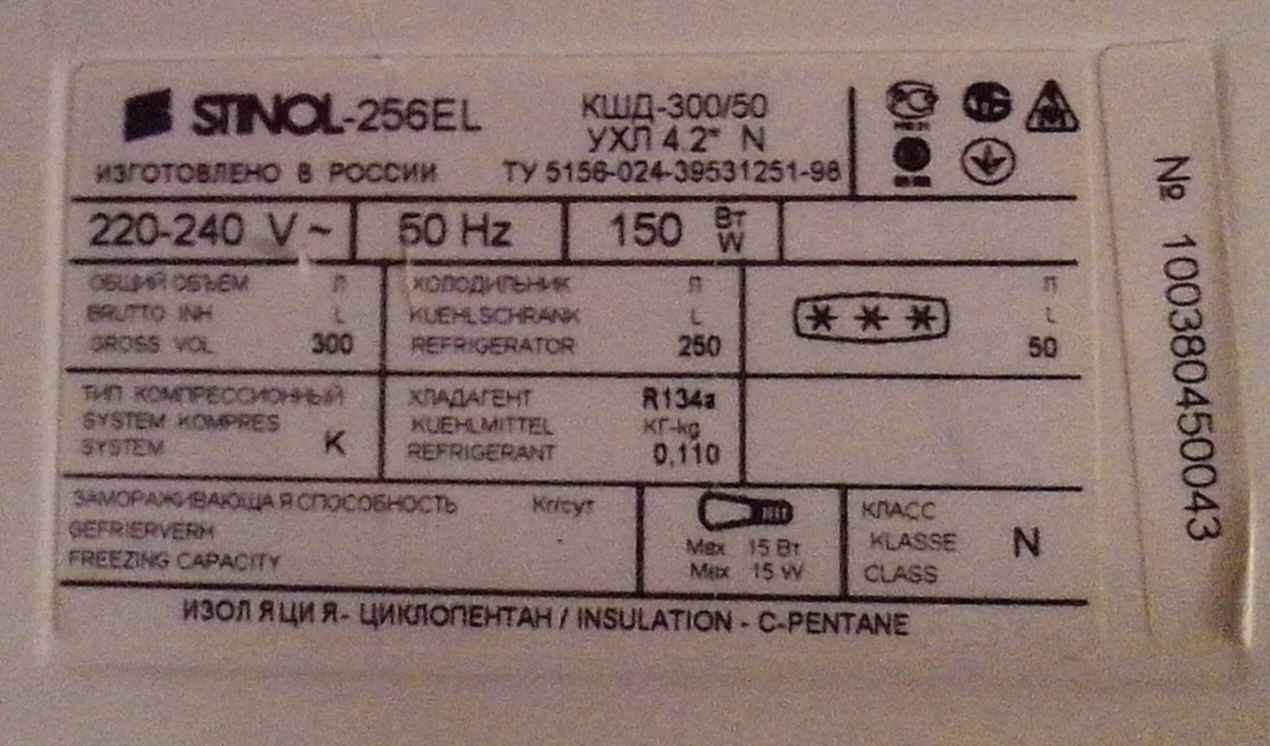 STINOL-256EL
КШД-300/50
УХЛ 4.2* N
ИЗГОТОВЛЕНО В РОССИИ
ТУ 5156-024-39531251-98
220-240 V ~
50 Hz
150 Вт W
ОБЩИЙ ОБЪЕМ Л
BRUTTO INH L
GROSS VOL 300
ХОЛОДИЛЬНИК Л
KUEHLSCHRANK L
REFRIGERATOR 250
Л
L
50
ТИП КОМПРЕССИОННЫЙ
SYSTEM KOMPRES
SYSTEM K
ХЛАДАГЕНТ R134a
KUEHLMITTEL КГ-kg
REFRIGERANT 0,110
ЗАМОРАЖИВАЮЩАЯ СПОСОБНОСТЬ Кг/сут
GEFRIERVERM
FREEZING CAPACITY
Max 15 Вт
Max 15 W
КЛАСС
KLASSE N
CLASS
ИЗОЛЯЦИЯ- ЦИКЛОПЕНТАН / INSULATION - C-PENTANE
№ 100380450043